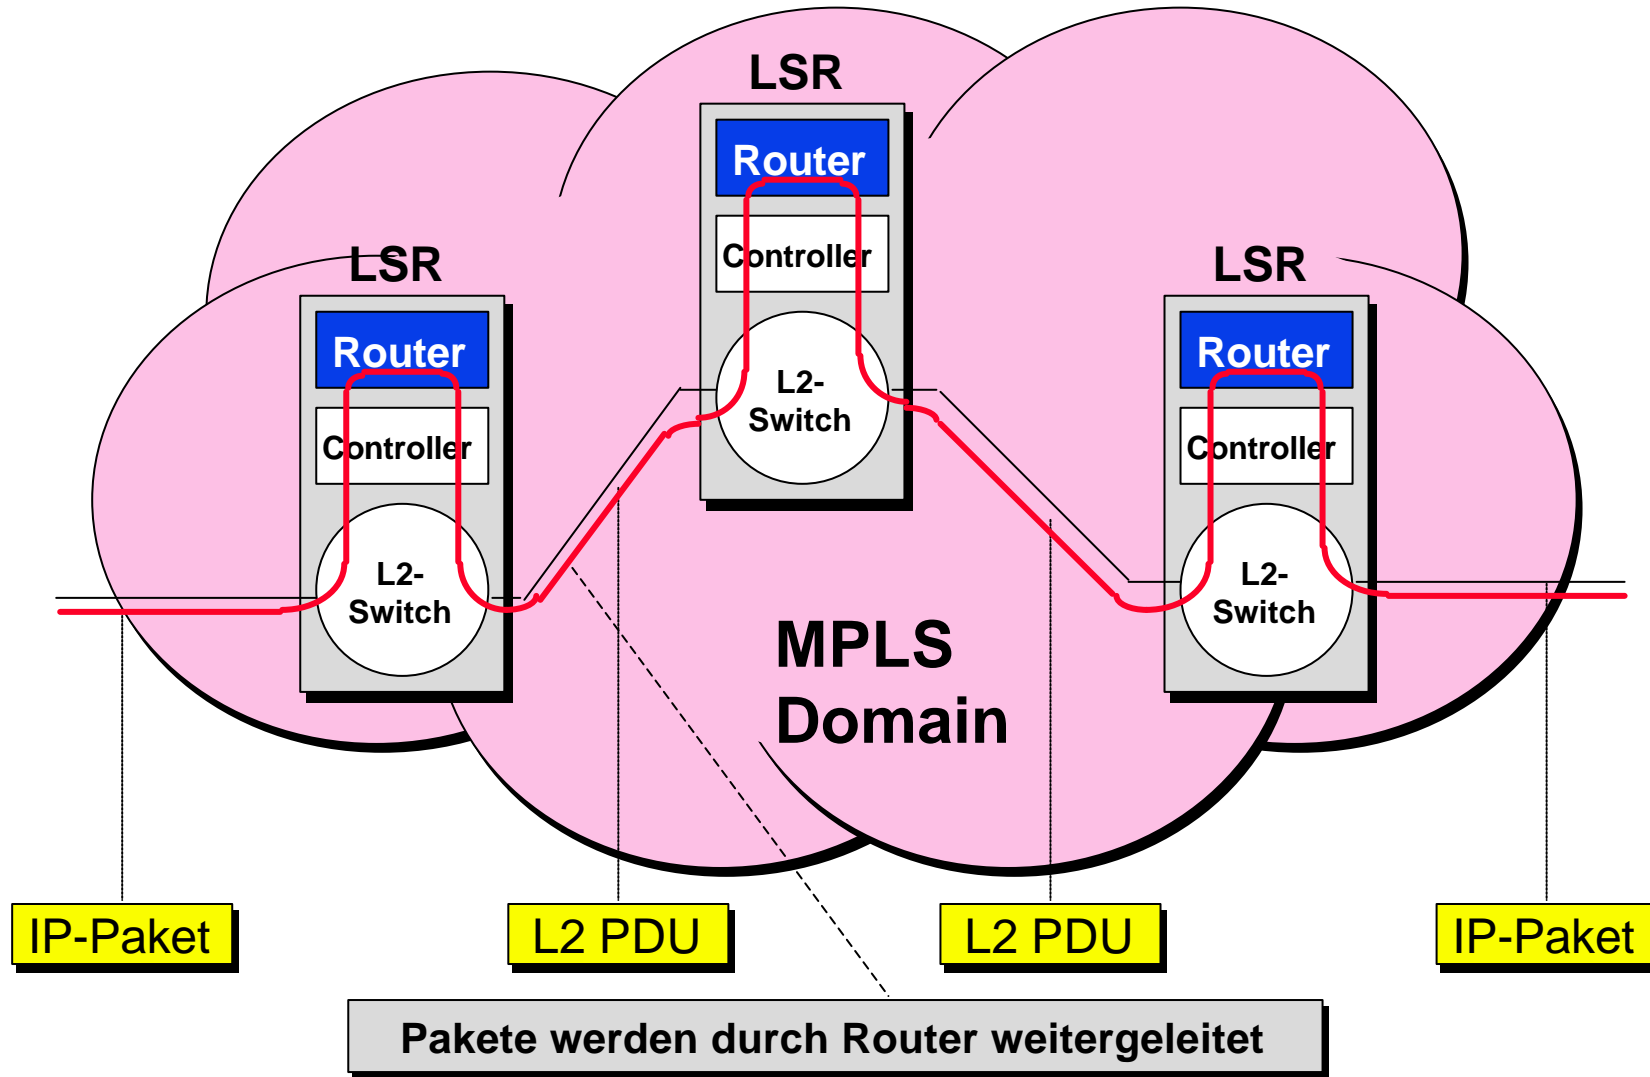 LSR
Router
Controller
L2-
Switch
LSR
Router
Controller
L2-
Switch
LSR
Router
Controller
L2-
Switch
MPLS
Domain
IP-Paket
L2 PDU
L2 PDU
IP-Paket
Pakete werden durch Router weitergeleitet